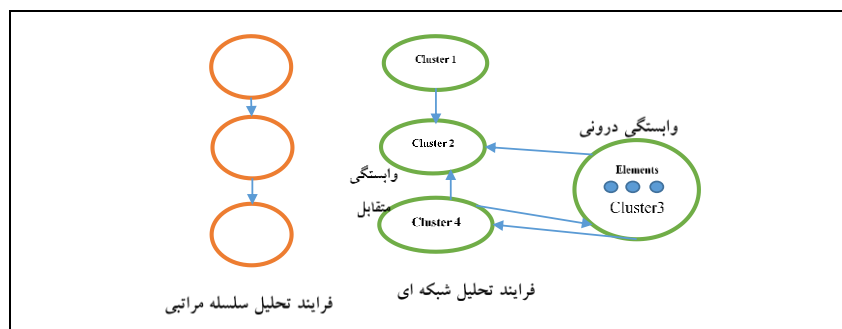 Cluster 1
وابستگی درونی
Cluster 2
وابستگی
متقابل
Elements
Cluster3
Cluster 4
فرایند تحلیل شبکه ای
فرایند تحلیل سلسله مراتبی